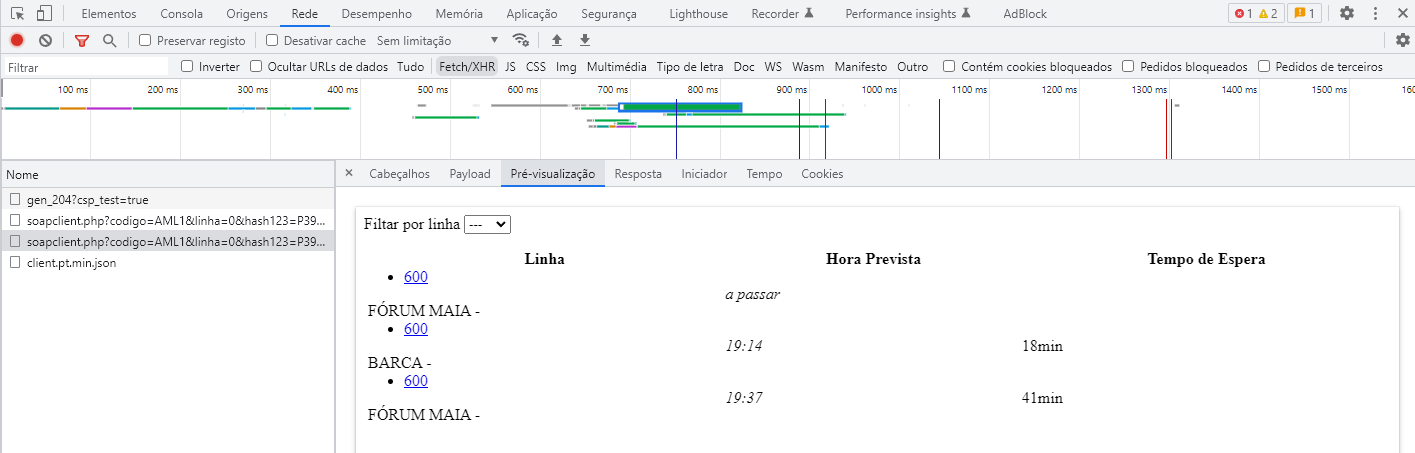 Elementos Consola Origens Rede Desempenho Memória Aplicação Segurança Lighthouse Recorder Performance insights AdBlock 1 2 1
Preservar registo Desativar cache Sem limitação
Filtrar Inverter Ocultar URLs de dados Tudo Fetch/XHR JS CSS Img Multimédia Tipo de letra Doc WS Wasm Manifesto Outro Contém cookies bloqueados Pedidos bloqueados Pedidos de terceiros
100 ms 200 ms 300 ms 400 ms 500 ms 600 ms 700 ms 800 ms 900 ms 1000 ms 1100 ms 1200 ms 1300 ms 1400 ms 1500 ms 160
Nome
gen_204?csp_test=true
soapclient.php?codigo=AML1&linha=0&hash123=P39...
soapclient.php?codigo=AML1&linha=0&hash123=P39...
client.pt.min.json
× Cabeçalhos Payload Pré-visualização Resposta Iniciador Tempo Cookies
Filtar por linha ---
Linha Hora Prevista Tempo de Espera
• 600
a passar
FÓRUM MAIA -
• 600
19:14 18min
BARCA -
• 600
19:37 41min
FÓRUM MAIA -